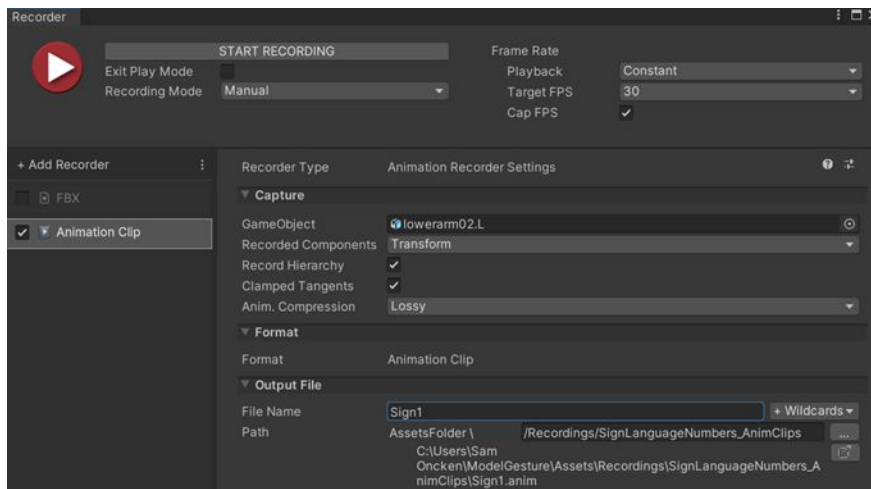 Recorder
START RECORDING
Exit Play Mode
Recording Mode Manual
Frame Rate
Playback Constant
Target FPS 30
Cap FPS
+ Add Recorder
FBX
Animation Clip
Recorder Type Animation Recorder Settings
Capture
GameObject lowerarm02.L
Recorded Components Transform
Record Hierarchy
Clamped Tangents
Anim. Compression Lossy
Format
Format Animation Clip
Output File
File Name Sign1 + Wildcards
Path AssetsFolder \ /Recordings/SignLanguageNumbers_AnimClips ...
C:\Users\Sam
Oncken\ModelGesture\Assets\Recordings\SignLanguageNumbers_A
nimClips\Sign1.anim